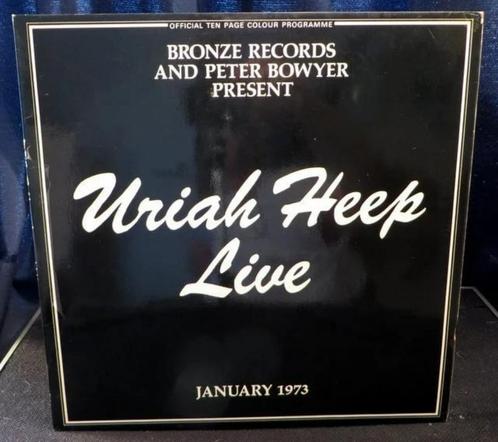 OFFICIAL TEN PAGE COLOUR PROGRAMME
BRONZE RECORDS
AND PETER BOWYER
PRESENT
Uriah Heep
Live
JANUARY 1973